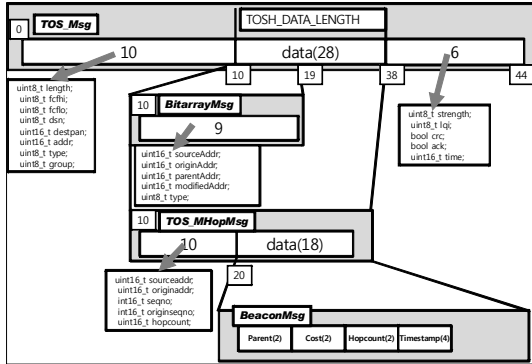 TOSH_DATA_LENGTH
0 TOS_Msg
10 data(28) 6
10 19 38 44
uint8_t length;
uint8_t fcfhi;
uint8_t fcflo;
uint8_t dsn;
uint16_t destpan;
uint16_t addr;
uint8_t type;
uint8_t group;
uint8_t strength;
uint8_t lqi;
bool crc;
bool ack;
uint16_t time;
10 BitarrayMsg
9
uint16_t sourceAddr;
uint16_t originAddr;
uint16_t parentAddr;
uint16_t modifiedAddr;
uint8_t type;
10 TOS_MHopMsg
10 data(18)
20
uint16_t sourceaddr;
uint16_t originaddr;
int16_t seqno;
int16_t originseqno;
uint16_t hopcount;
BeaconMsg
Parent(2) Cost(2) Hopcount(2) Timestamp(4)